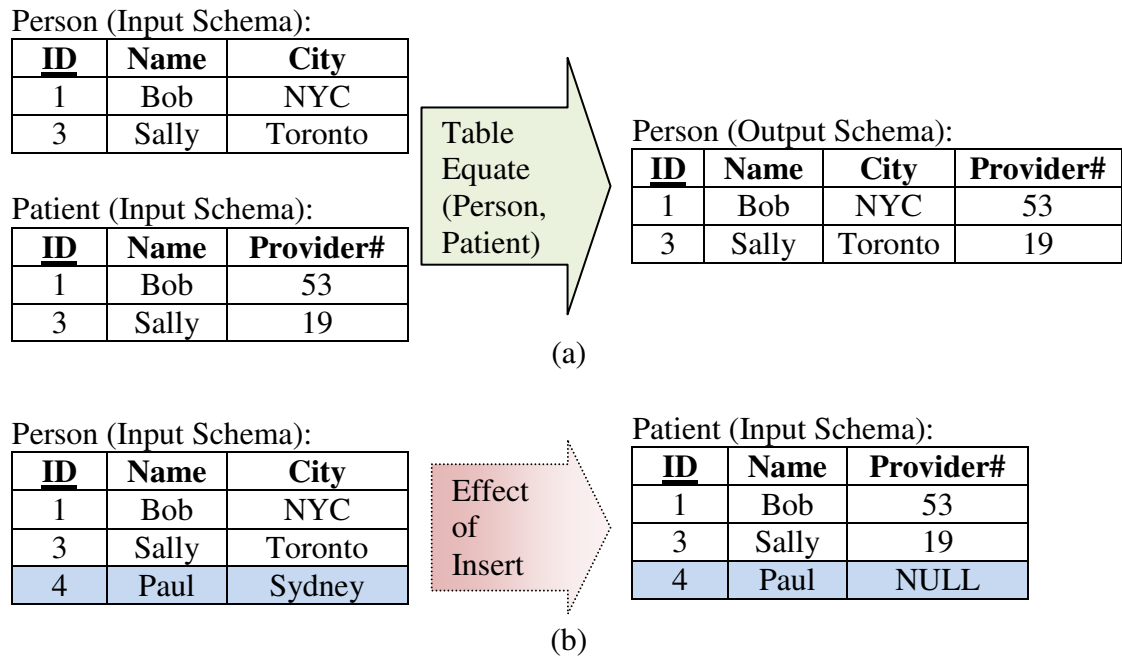 Person (Input Schema):
ID Name City
1 Bob NYC
3 Sally Toronto
Patient (Input Schema):
ID Name Provider#
1 Bob 53
3 Sally 19
Table
Equate
(Person,
Patient)
Person (Output Schema):
ID Name City Provider#
1 Bob NYC 53
3 Sally Toronto 19
(a)
Person (Input Schema):
ID Name City
1 Bob NYC
3 Sally Toronto
4 Paul Sydney
Effect
of
Insert
Patient (Input Schema):
ID Name Provider#
1 Bob 53
3 Sally 19
4 Paul NULL
(b)